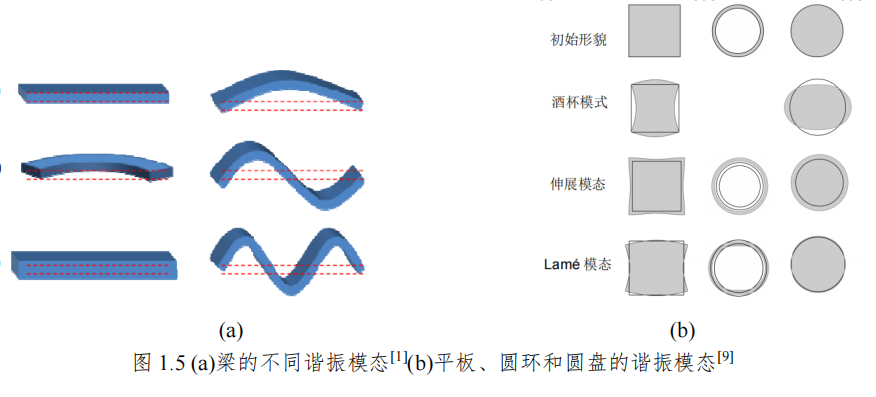 初始形貌
酒杯模式
伸展模态
Lamé 模态
(a)
(b)
图 1.5 (a)梁的不同谐振模态[1](b)平板、圆环和圆盘的谐振模态[9]